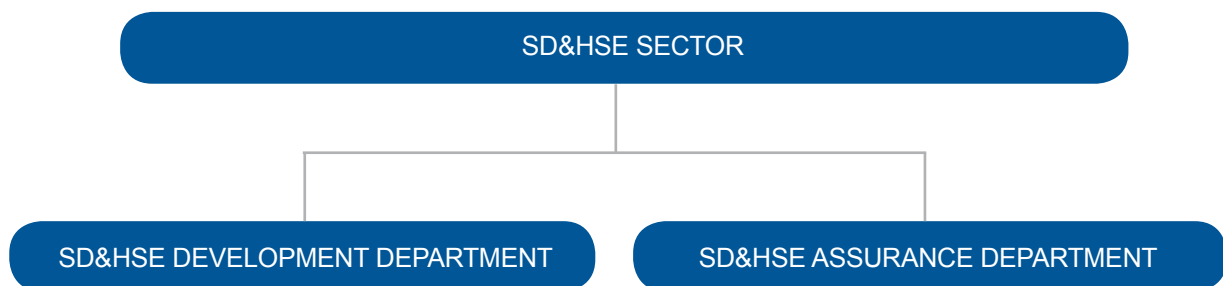 SD&HSE SECTOR
SD&HSE DEVELOPMENT DEPARTMENT
SD&HSE ASSURANCE DEPARTMENT